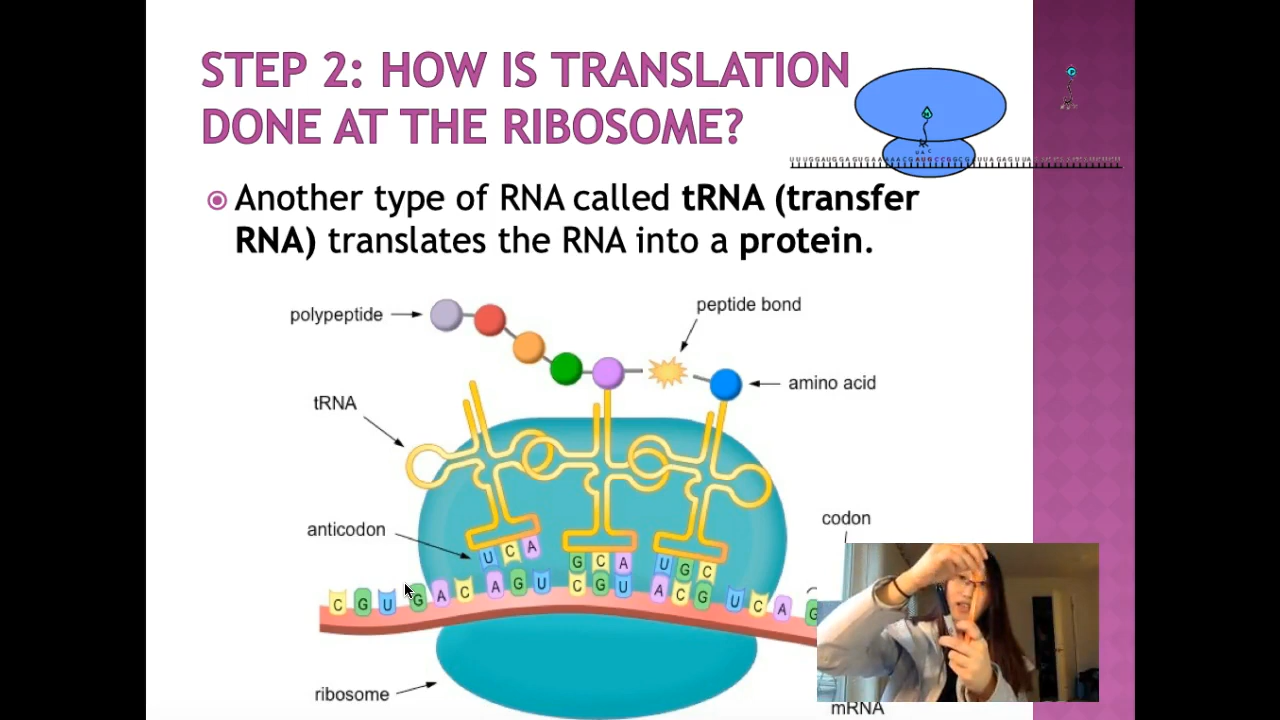 STEP 2: HOW IS TRANSLATION
DONE AT THE RIBOSOME?
Another type of RNA called tRNA (transfer
RNA) translates the RNA into a protein.
polypeptide
peptide bond
amino acid
tRNA
anticodon
codon
U C A
G C A
U G C
C G U G A C A G U C G U A C G U C A G
ribosome
mRNA